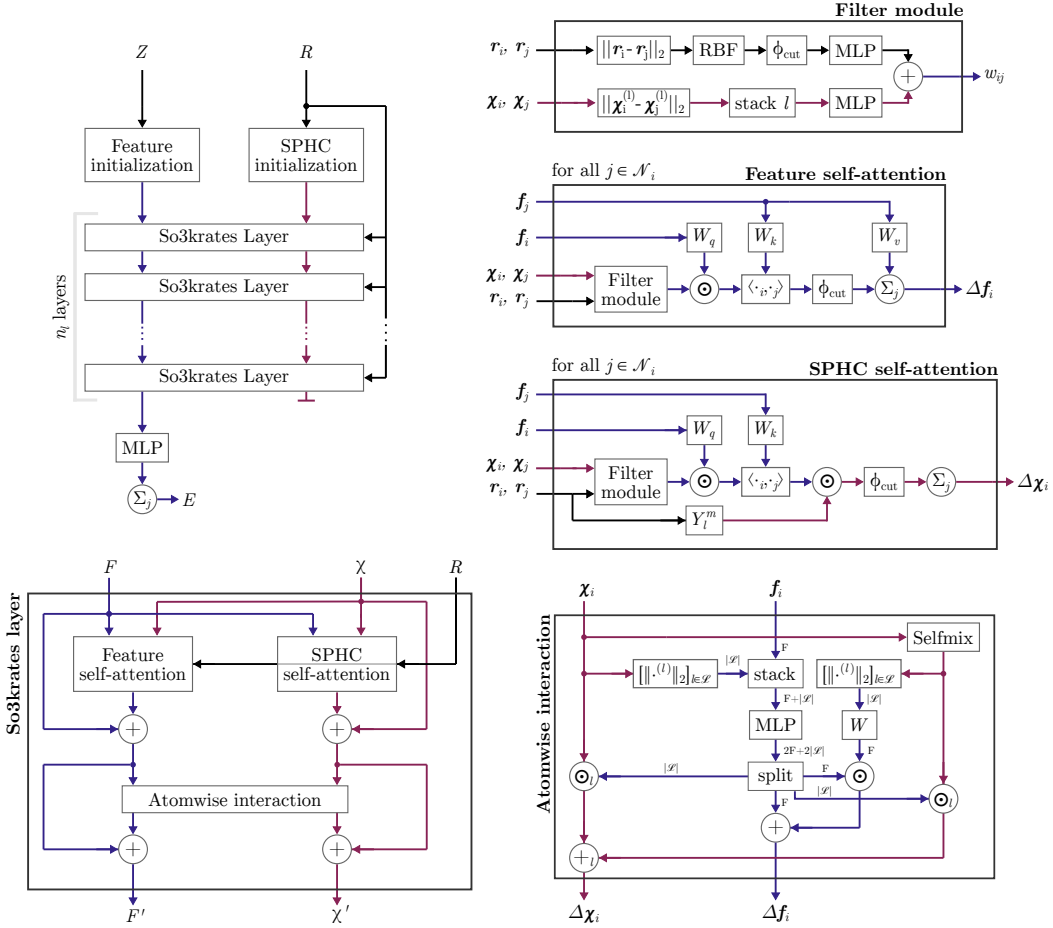 Z
R
Feature
initialization
SPHC
initialization
So3krates Layer
So3krates Layer
So3krates Layer
n_l layers
MLP
Σ_j
E
Filter module
r_i, r_j
||r_i - r_j||_2
RBF
ϕ_cut
MLP
+
w_ij
χ_i, χ_j
||χ_i^(l) - χ_j^(l)||_2
stack l
MLP
for all j ∈ 𝒩_i
Feature self-attention
f_j
f_i
W_q
W_k
W_v
χ_i, χ_j
r_i, r_j
Filter
module
⊙
⟨·_i,·_j⟩
ϕ_cut
Σ_j
Δf_i
for all j ∈ 𝒩_i
SPHC self-attention
f_j
f_i
W_q
W_k
χ_i, χ_j
r_i, r_j
Filter
module
⊙
⟨·_i,·_j⟩
⊙
ϕ_cut
Σ_j
Δχ_i
Y_l^m
So3krates layer
F
χ
R
Feature
self-attention
SPHC
self-attention
+
+
Atomwise interaction
+
+
F′
χ′
Atomwise interaction
χ_i
f_i
Selfmix
F
[‖·^(l)‖_2]_l∈ℒ
|ℒ|
stack
[‖·^(l)‖_2]_l∈ℒ
F+|ℒ|
|ℒ|
MLP
W
2F+2|ℒ|
F
⊙_l
|ℒ|
split
F
⊙
F
|ℒ|
⊙_l
+
+_l
Δχ_i
Δf_i